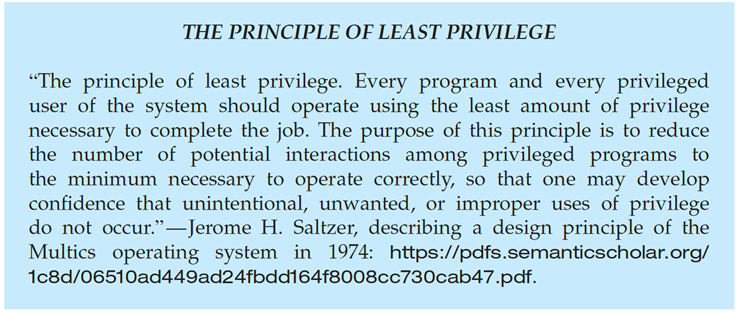 THE PRINCIPLE OF LEAST PRIVILEGE
“The principle of least privilege. Every program and every privileged
user of the system should operate using the least amount of privilege
necessary to complete the job. The purpose of this principle is to reduce
the number of potential interactions among privileged programs to
the minimum necessary to operate correctly, so that one may develop
confidence that unintentional, unwanted, or improper uses of privilege
do not occur.”—Jerome H. Saltzer, describing a design principle of the
Multics operating system in 1974: https://pdfs.semanticscholar.org/
1c8d/06510ad449ad24fbdd164f8008cc730cab47.pdf.